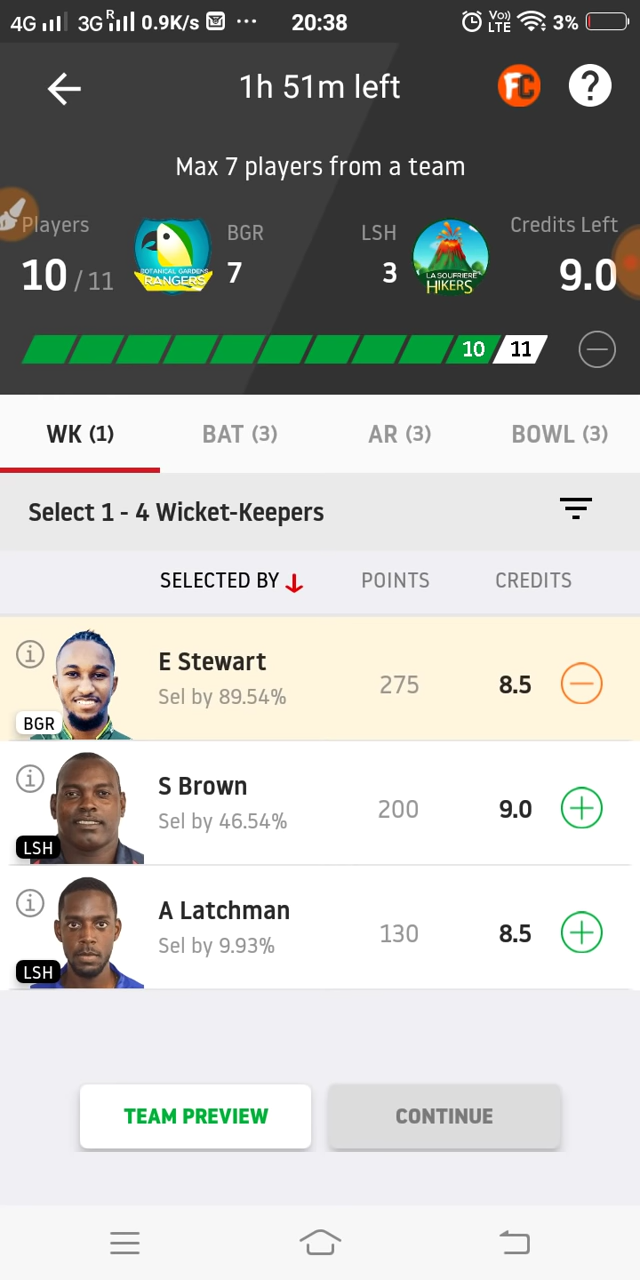 4G 3G R 0.9K/s ... 20:38 Vo) LTE 3%
1h 51m left FC ?
Max 7 players from a team
Players BGR LSH Credits Left
BOTANICAL GARDENS
RANGERS
LA SOUFRIERE
HIKERS
10 / 11 7 3 9.0
10 11
WK (1) BAT (3) AR (3) BOWL (3)
Select 1 - 4 Wicket-Keepers
SELECTED BY POINTS CREDITS
E Stewart
Sel by 89.54% 275 8.5
BGR
S Brown
Sel by 46.54% 200 9.0
LSH
A Latchman
Sel by 9.93% 130 8.5
LSH
TEAM PREVIEW CONTINUE